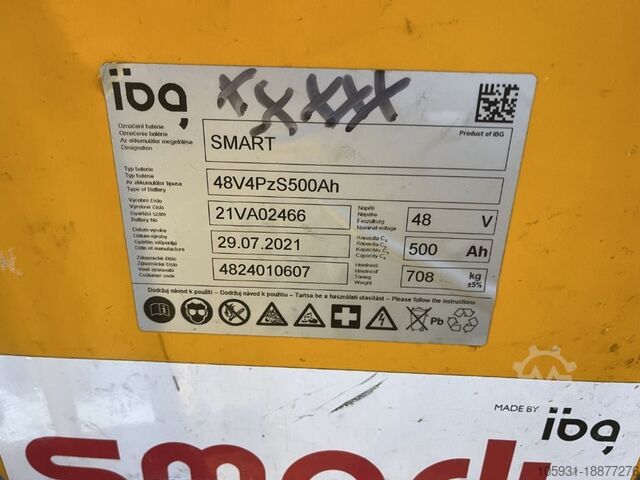 ibg
XXXXX
Označení baterie
Označenie batérie
Az akkumulátor megjelölése
Designation
SMART
Product of IBG
Typ baterie
Typ batérie
Az akkumulátor típusa
Type of Battery
48V4PzS500Ah
Výrobní číslo
Výrobné číslo
Gyártási szám
Battery No
21VA02466
Napětí
Napätie
Feszültség
Nominal voltage
48 V
Datum výroby
Dátum výroby
Gyártás időpontja
Date of manufacture
29.07.2021
Kapacita C5
Kapacita C5
Kapacitás C5
Capacity C5
500 Ah
Zákaznické číslo
Zákaznícke číslo
Vevő azonosító
Customer code
4824010607
Hmotnost
Hmotnosť
Tömeg
Weight
708 kg ±5%
Dodržuj návod k použití – Dodržuj návod k použitiu – Tartsa be a használati utasítást – Please follow the instructions
Pb
MADE BY ibg
smart
105931-18877276